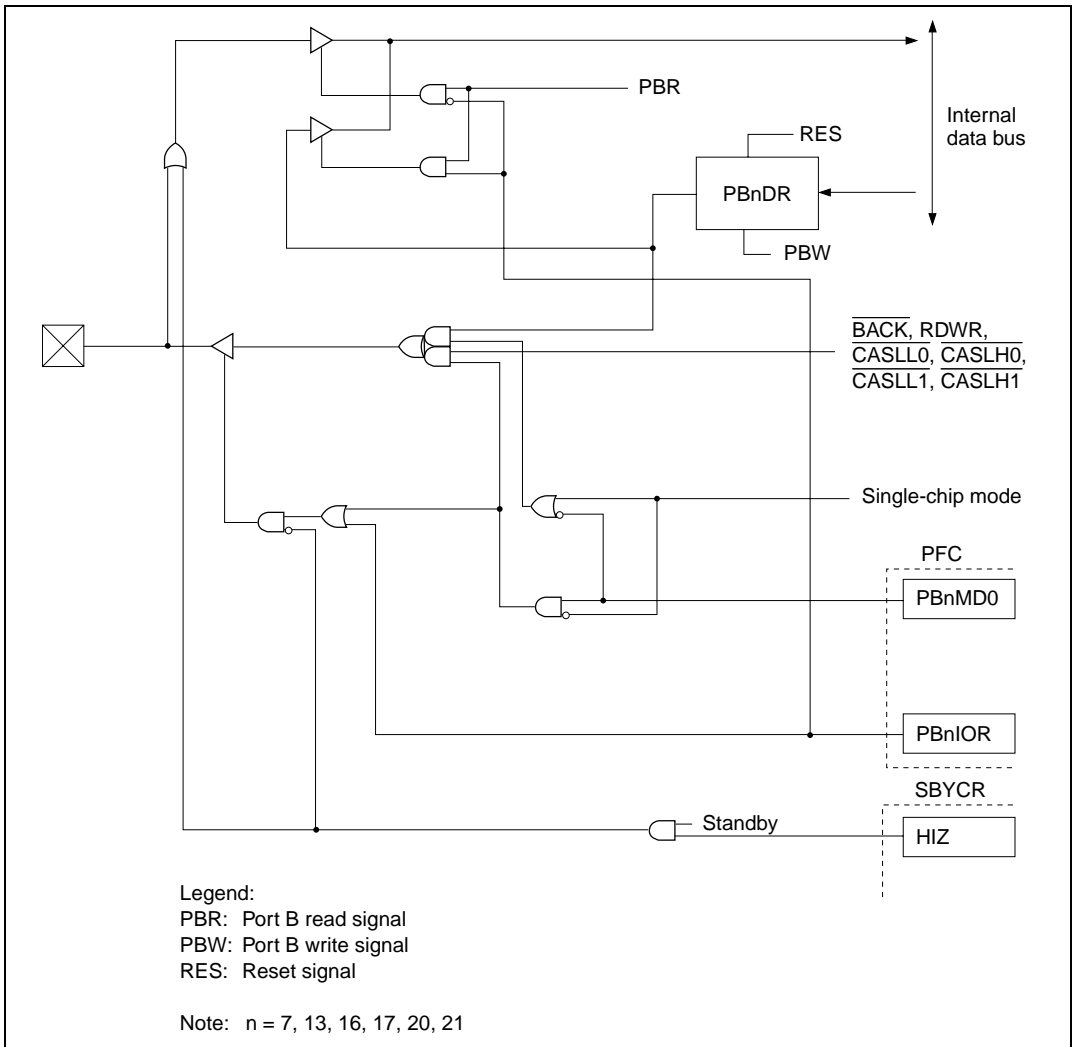 PBR
Internal
data bus
RES
PBnDR
PBW
BACK, RDWR,
CASLL0, CASLH0,
CASLL1, CASLH1
Single-chip mode
PFC
PBnMD0
PBnIOR
SBYCR
Standby
HIZ
Legend:
PBR: Port B read signal
PBW: Port B write signal
RES: Reset signal
Note: n = 7, 13, 16, 17, 20, 21